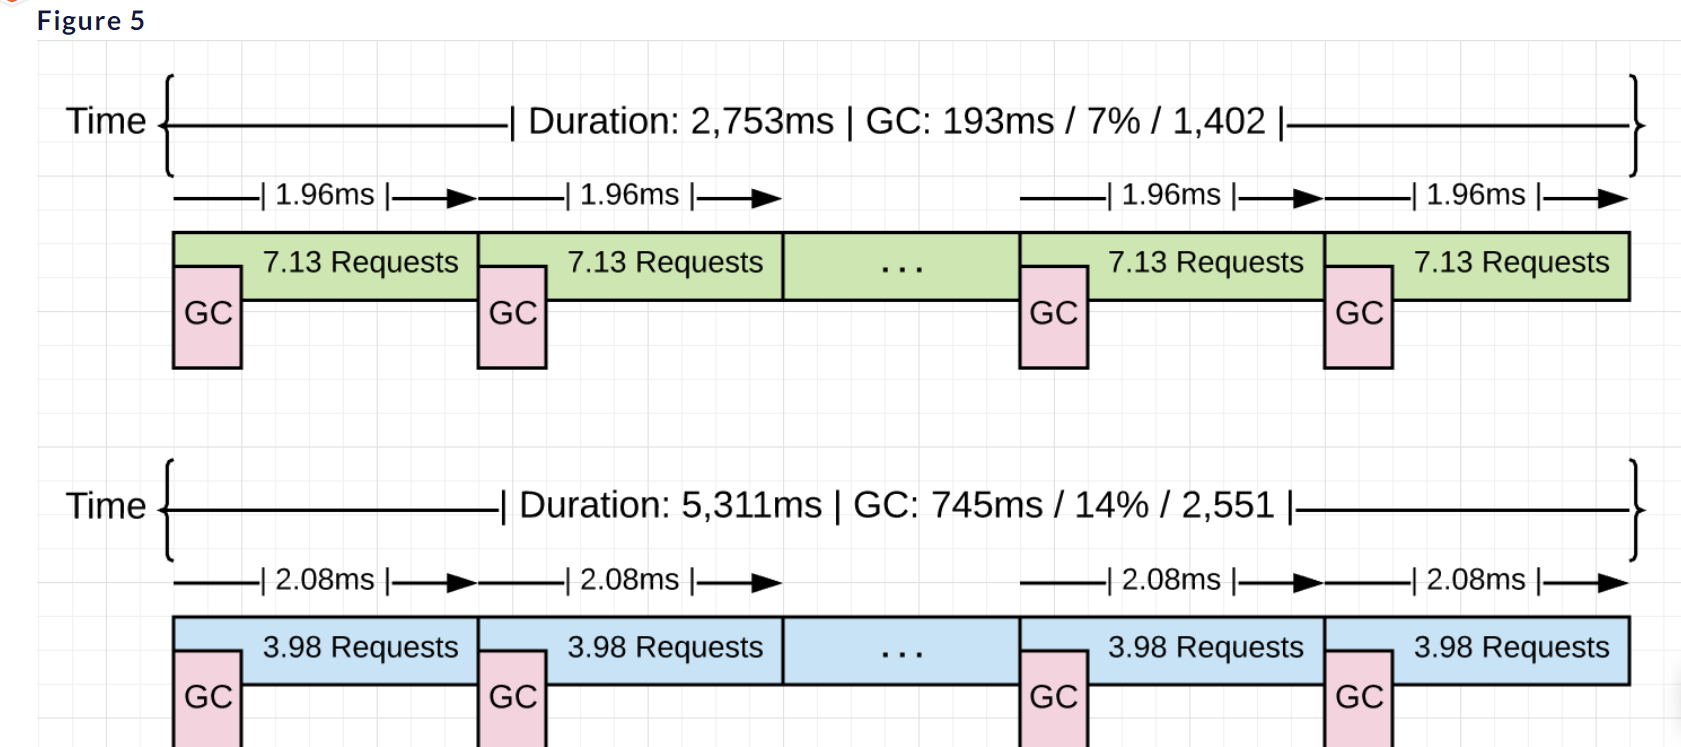 Figure 5
Time | Duration: 2,753ms | GC: 193ms / 7% / 1,402 |
| 1.96ms | | 1.96ms | | 1.96ms | | 1.96ms |
7.13 Requests 7.13 Requests ... 7.13 Requests 7.13 Requests
GC GC GC GC
Time | Duration: 5,311ms | GC: 745ms / 14% / 2,551 |
| 2.08ms | | 2.08ms | | 2.08ms | | 2.08ms |
3.98 Requests 3.98 Requests ... 3.98 Requests 3.98 Requests
GC GC GC GC